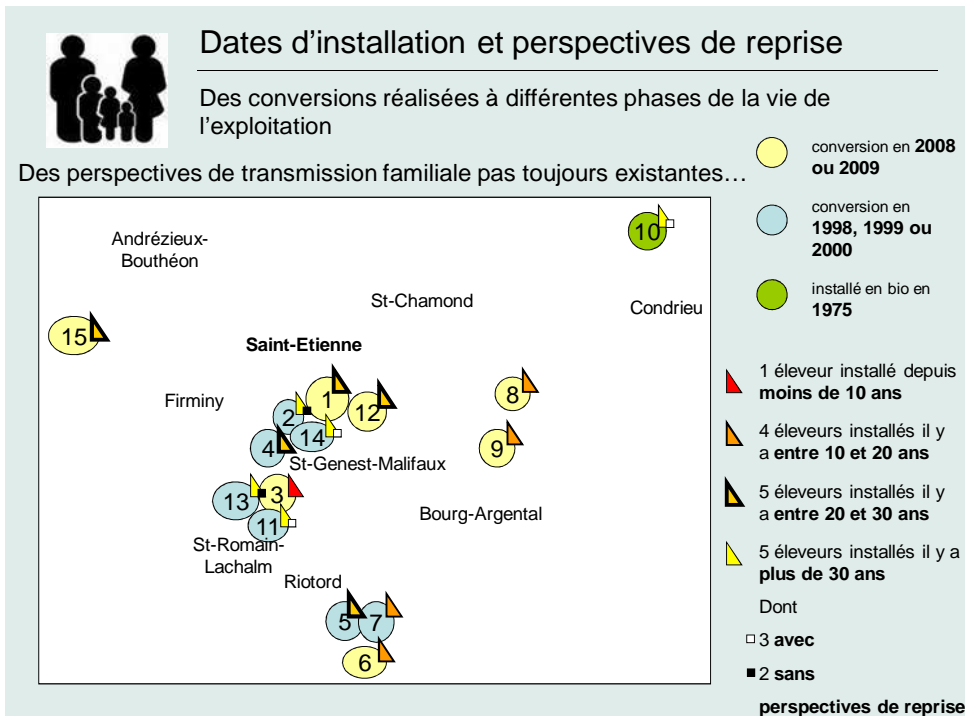 Dates d'installation et perspectives de reprise
Des conversions réalisées à différentes phases de la vie de
l'exploitation
Des perspectives de transmission familiale pas toujours existantes…
conversion en 2008
ou 2009
conversion en
1998, 1999 ou
2000
installé en bio en
1975
10
Andrézieux-
Bouthéon
St-Chamond
Condrieu
15
Saint-Etienne
Firminy
1
2
12
8
14
4
9
St-Genest-Malifaux
13
3
11
Bourg-Argental
St-Romain-
Lachalm
Riotord
5
7
6
1 éleveur installé depuis
moins de 10 ans
4 éleveurs installés il y
a entre 10 et 20 ans
5 éleveurs installés il y
a entre 20 et 30 ans
5 éleveurs installés il y a
plus de 30 ans
Dont
3 avec
2 sans
perspectives de reprise